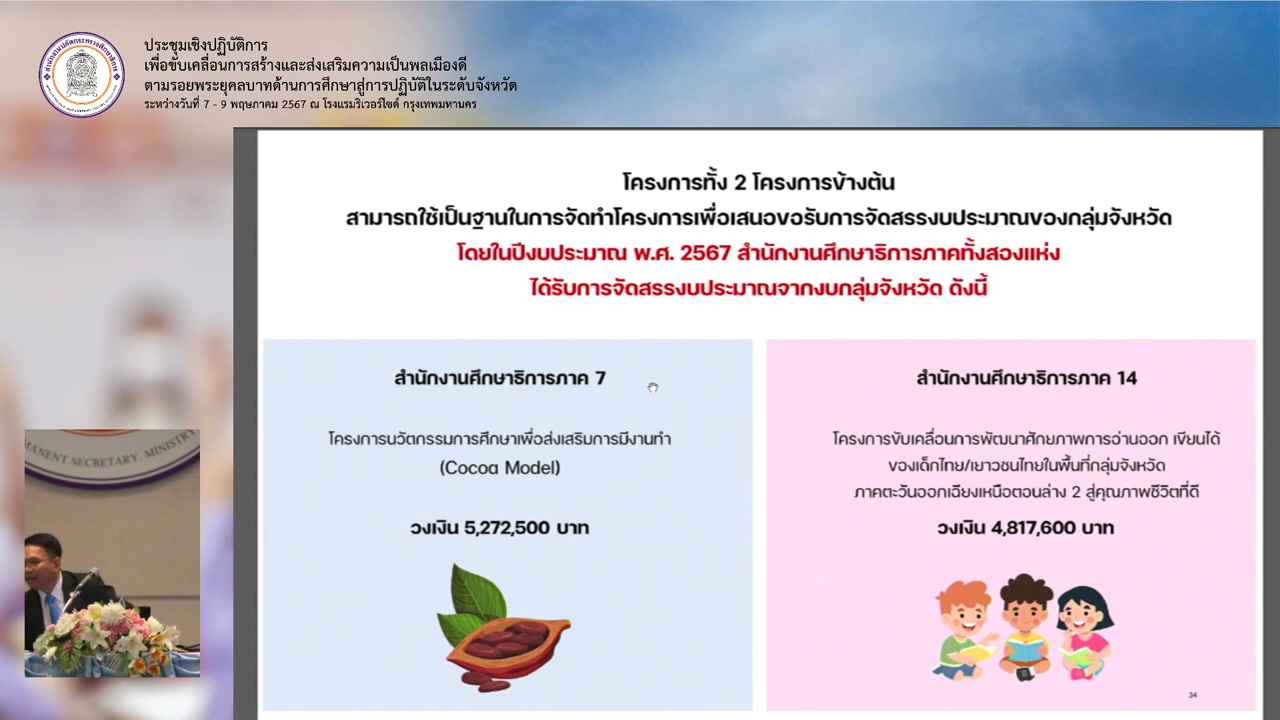 ประชุมเชิงปฏิบัติการ
เพื่อขับเคลื่อนการสร้างและส่งเสริมความเป็นพลเมืองดี
ตามรอยพระยุคลบาทด้านการศึกษาสู่การปฏิบัติในระดับจังหวัด
ระหว่างวันที่ 7 - 9 พฤษภาคม 2567 ณ โรงแรมริเวอร์ไซด์ กรุงเทพมหานคร
โครงการทั้ง 2 โครงการข้างต้น
สามารถใช้เป็นฐานในการจัดทำโครงการเพื่อเสนอขอรับการจัดสรรงบประมาณของกลุ่มจังหวัด
โดยในปีงบประมาณ พ.ศ. 2567 สำนักงานศึกษาธิการภาคทั้งสองแห่ง
ได้รับการจัดสรรงบประมาณจากงบกลุ่มจังหวัด ดังนี้
สำนักงานศึกษาธิการภาค 7
โครงการนวัตกรรมการศึกษาเพื่อส่งเสริมการมีงานทำ
(Cocoa Model)
วงเงิน 5,272,500 บาท
สำนักงานศึกษาธิการภาค 14
โครงการขับเคลื่อนการพัฒนาศักยภาพการอ่านออก เขียนได้
ของเด็กไทย/เยาวชนไทยในพื้นที่กลุ่มจังหวัด
ภาคตะวันออกเฉียงเหนือตอนล่าง 2 สู่คุณภาพชีวิตที่ดี
วงเงิน 4,817,600 บาท
34
MANENT SECRETARY, MINISTRY